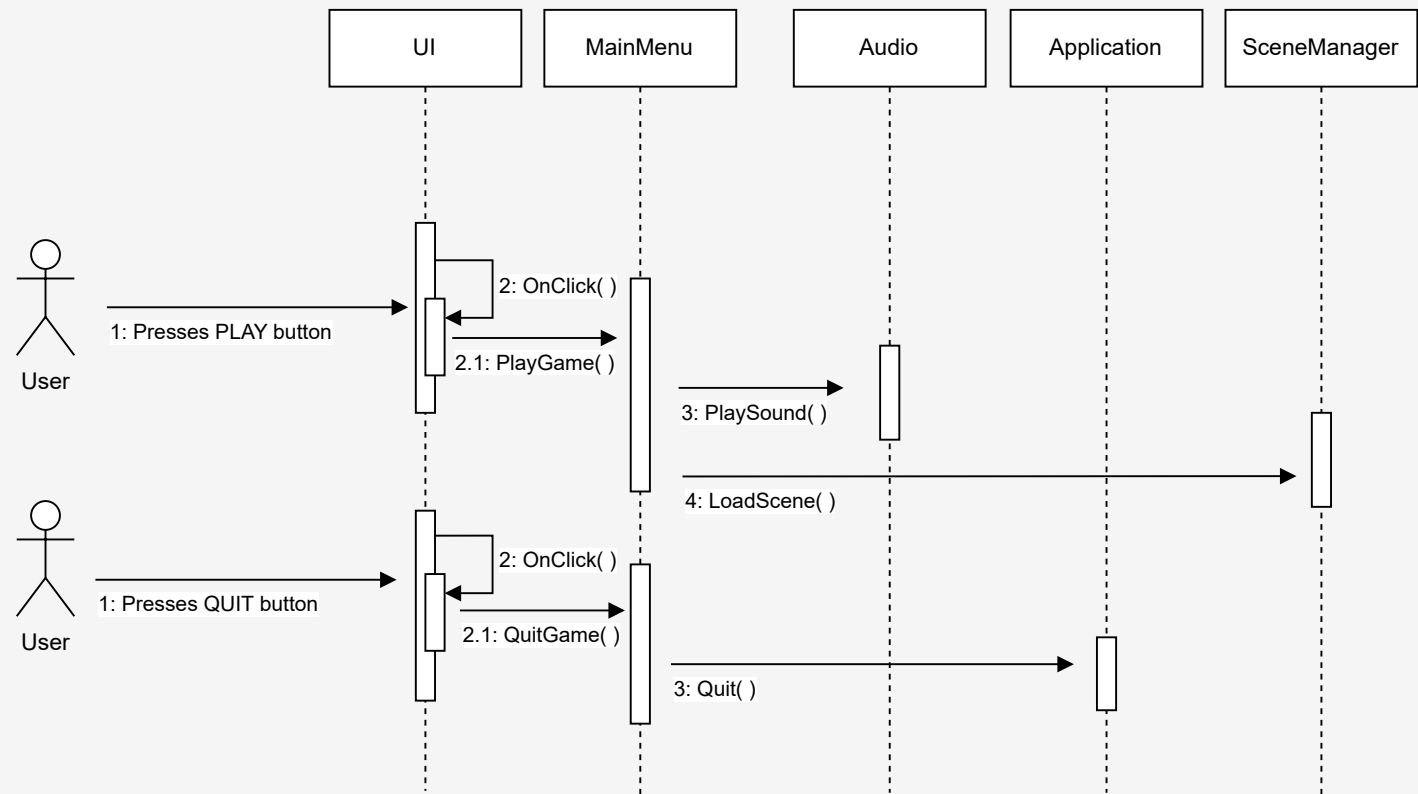 UI
MainMenu
Audio
Application
SceneManager
2: OnClick( )
1: Presses PLAY button
2.1: PlayGame( )
User
3: PlaySound( )
4: LoadScene( )
2: OnClick( )
1: Presses QUIT button
2.1: QuitGame( )
User
3: Quit( )